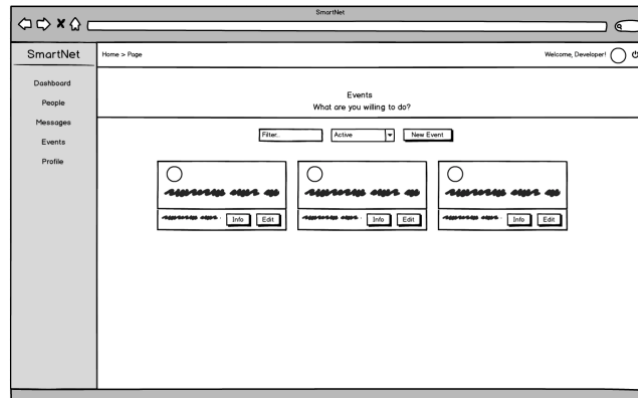 SmartNet
SmartNet
Home > Page
Welcome, Developer!
Dashboard
People
Messages
Events
Profile
Events
What are you willing to do?
Filter..
Active
New Event
Info
Edit
Info
Edit
Info
Edit